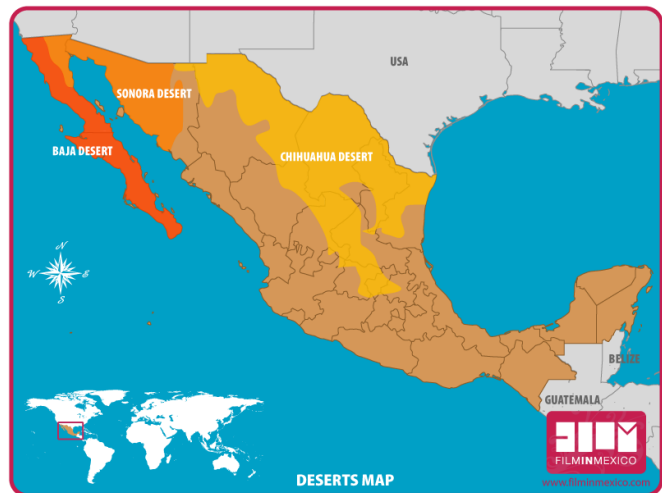 USA
SONORA DESERT
BAJA DESERT
CHIHUAHUA DESERT
N
W E
S
BELIZE
GUATEMALA
FILMINMEXICO
www.filminmexico.com
DESERTS MAP